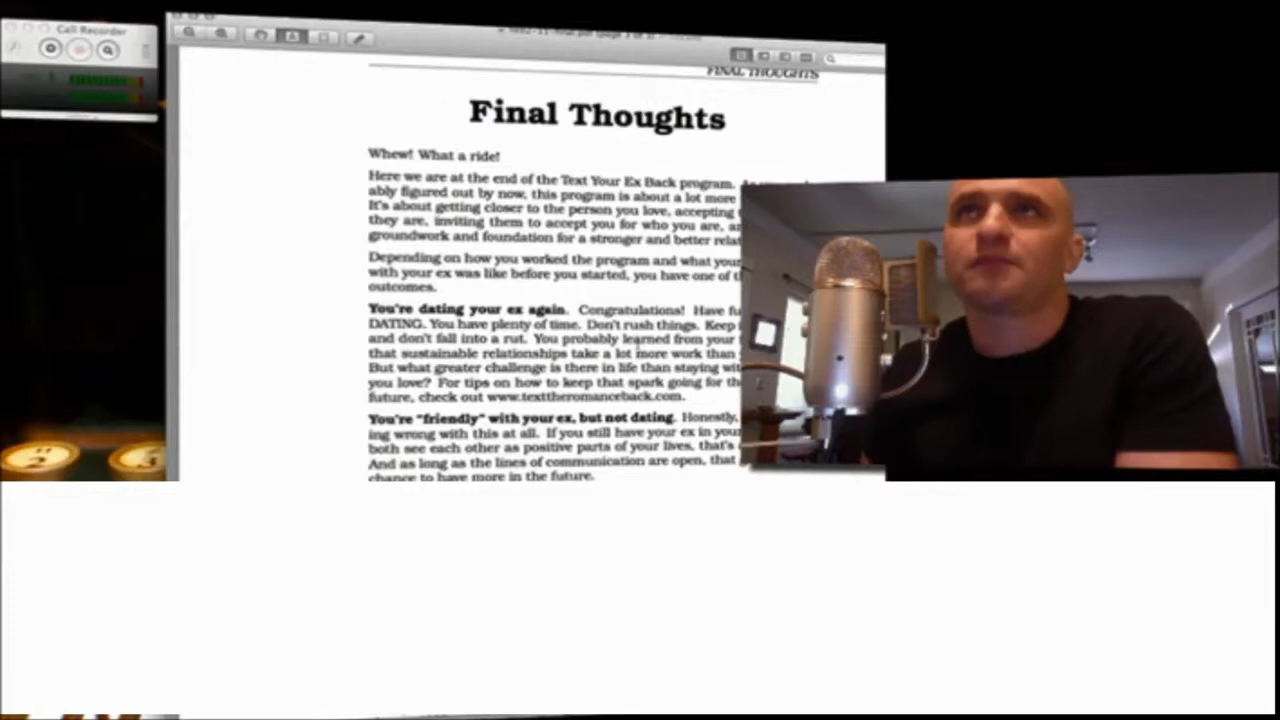 Call Recorder
FINAL THOUGHTS
Final Thoughts
Whew! What a ride!
Here we are at the end of the Text Your Ex Back program.
ably figured out by now, this program is about a lot more
It's about getting closer to the person you love, accepting
they are, inviting them to accept you for who you are,
groundwork and foundation for a stronger and better
Depending on how you worked the program and what your
with your ex was like before you started, you have one of
outcomes.
You're dating your ex again. Congratulations! Have
DATING. You have plenty of time. Don't rush things. Keep
and don't fall into a rut. You probably learned from your
that sustainable relationships take a lot more work than
But what greater challenge is there in life than staying
you love? For tips on how to keep that spark going for the
future, check out www.texttheromanceback.com.
You're "friendly" with your ex, but not dating. Honestly,
ing wrong with this at all. If you still have your ex in your
both see each other as positive parts of your lives, that's
And as long as the lines of communication are open, that
chance to have more in the future.
2
3